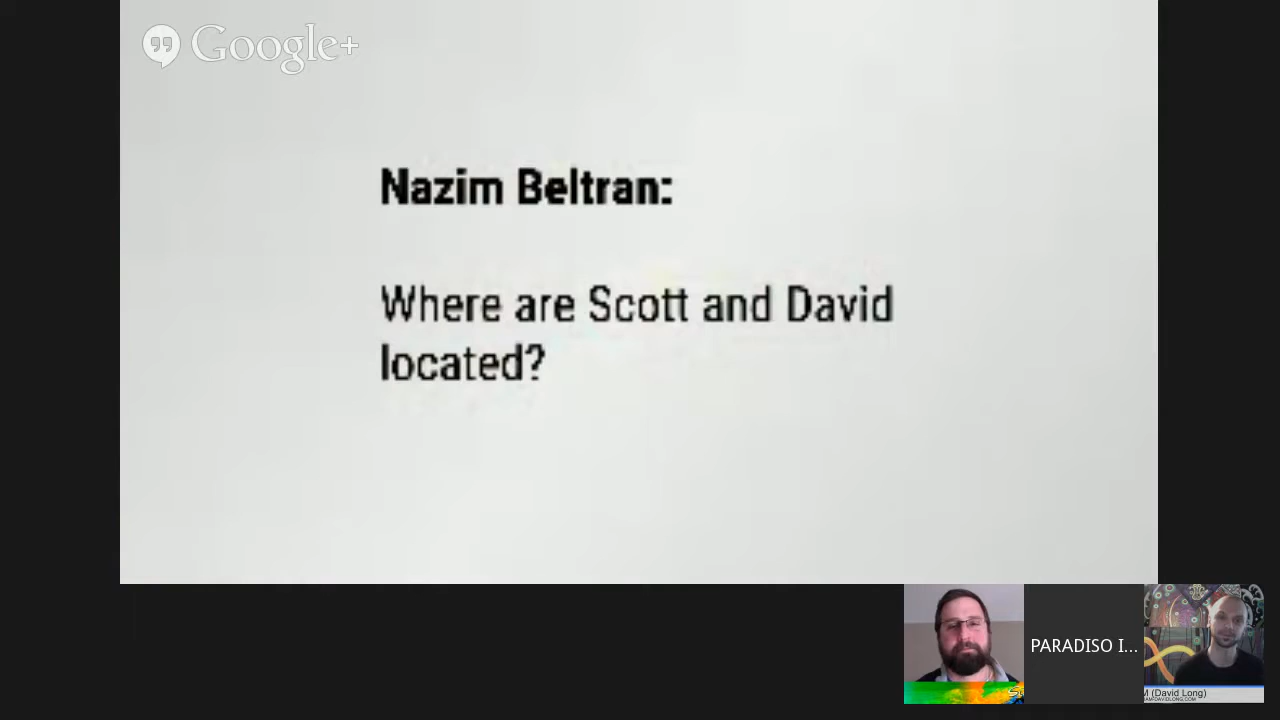 Google+
Nazim Beltran:
Where are Scott and David
located?
PARADISO I...
M (David Long)